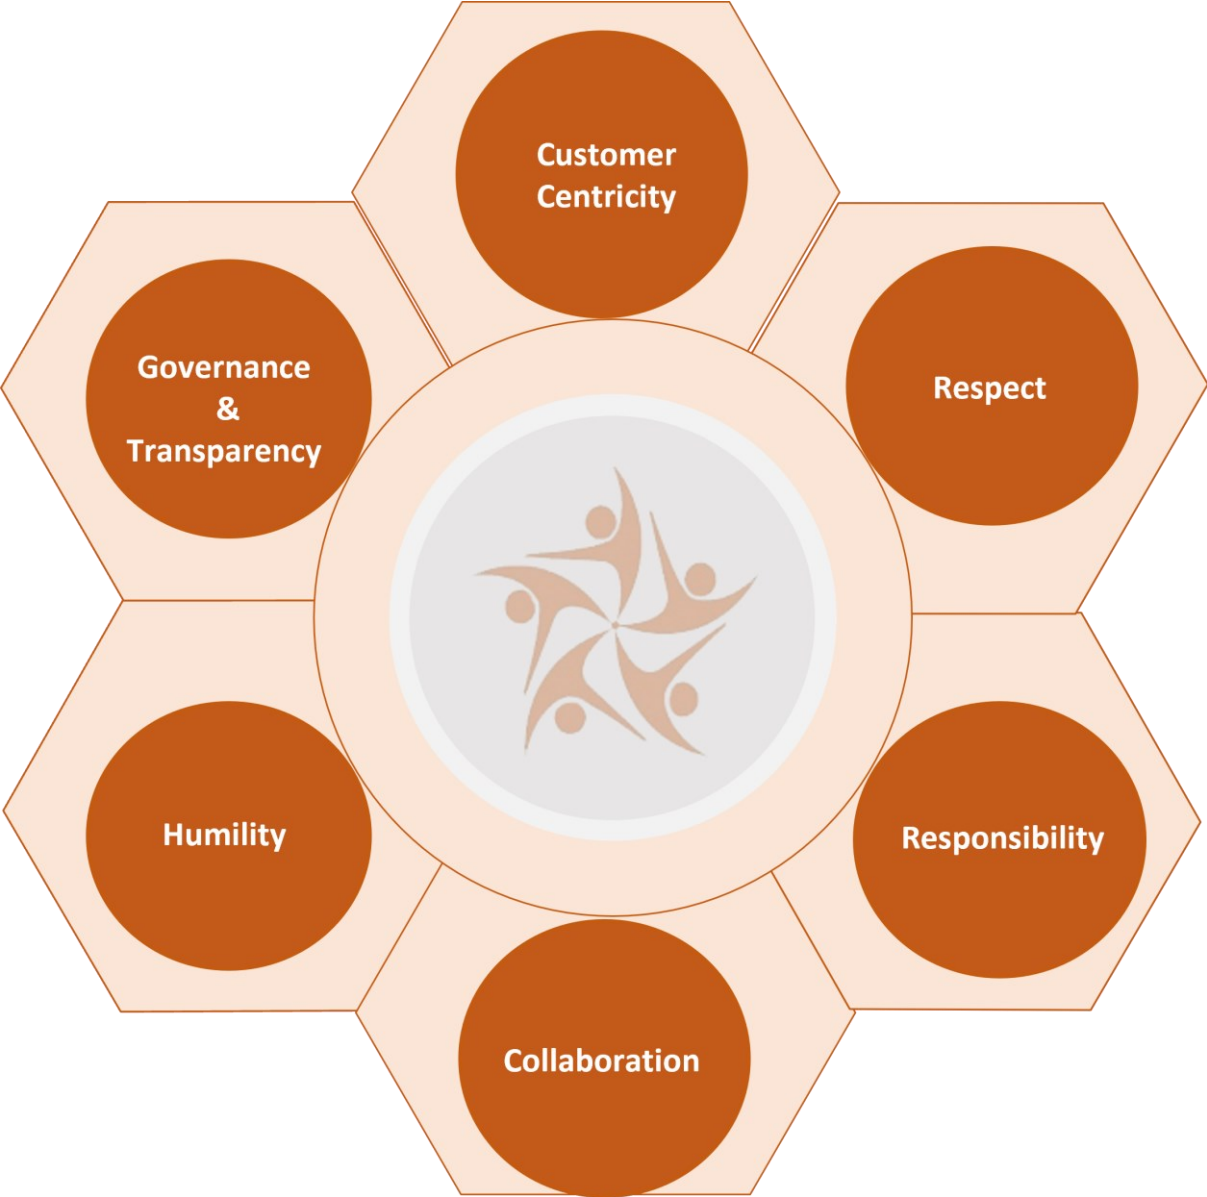 Customer
Centricity
Governance
&
Transparency
Respect
Humility
Responsibility
Collaboration